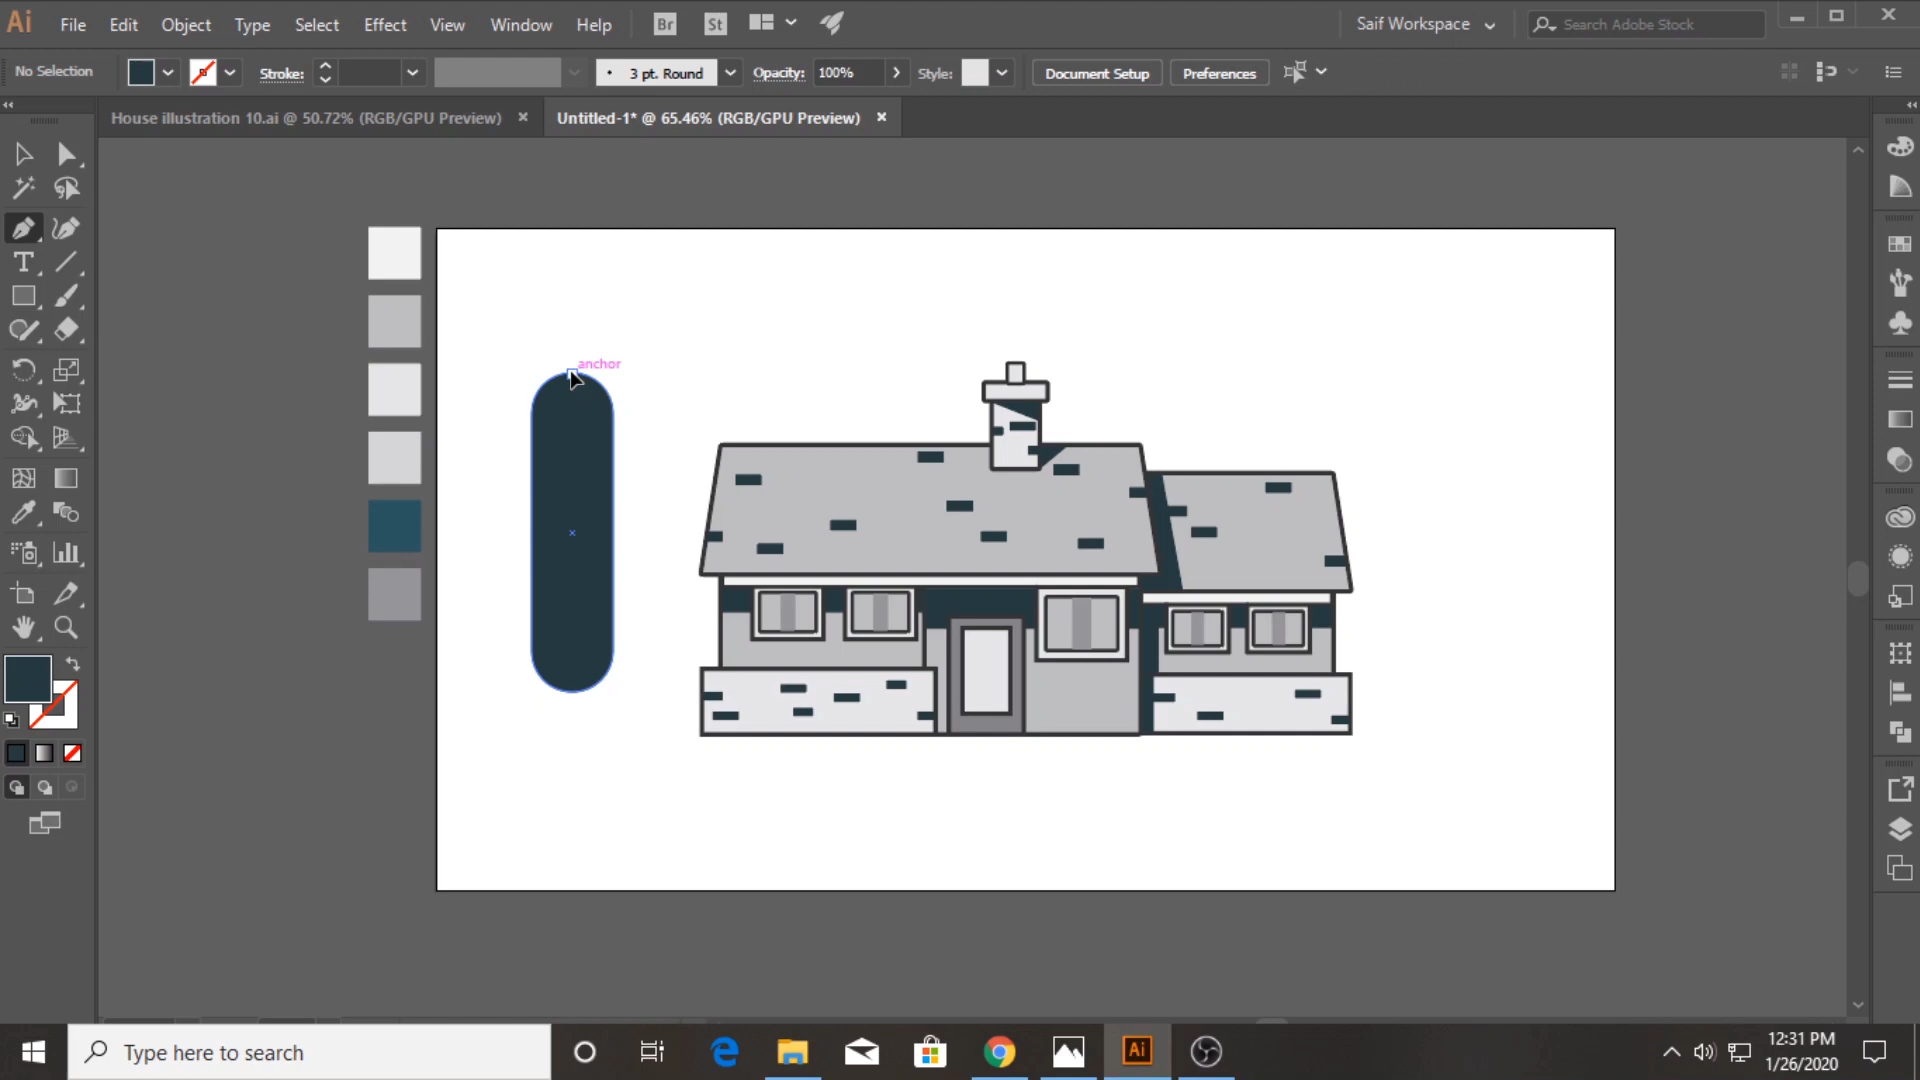 Ai File Edit Object Type Select Effect View Window Help Br St Saif Workspace Search Adobe Stock
No Selection Stroke: 3 pt. Round Opacity: 100% Style: Document Setup Preferences
House illustration 10.ai @ 50.72% (RGB/GPU Preview) × Untitled-1* @ 65.46% (RGB/GPU Preview) ×
anchor
Type here to search Ai 12:31 PM
1/26/2020